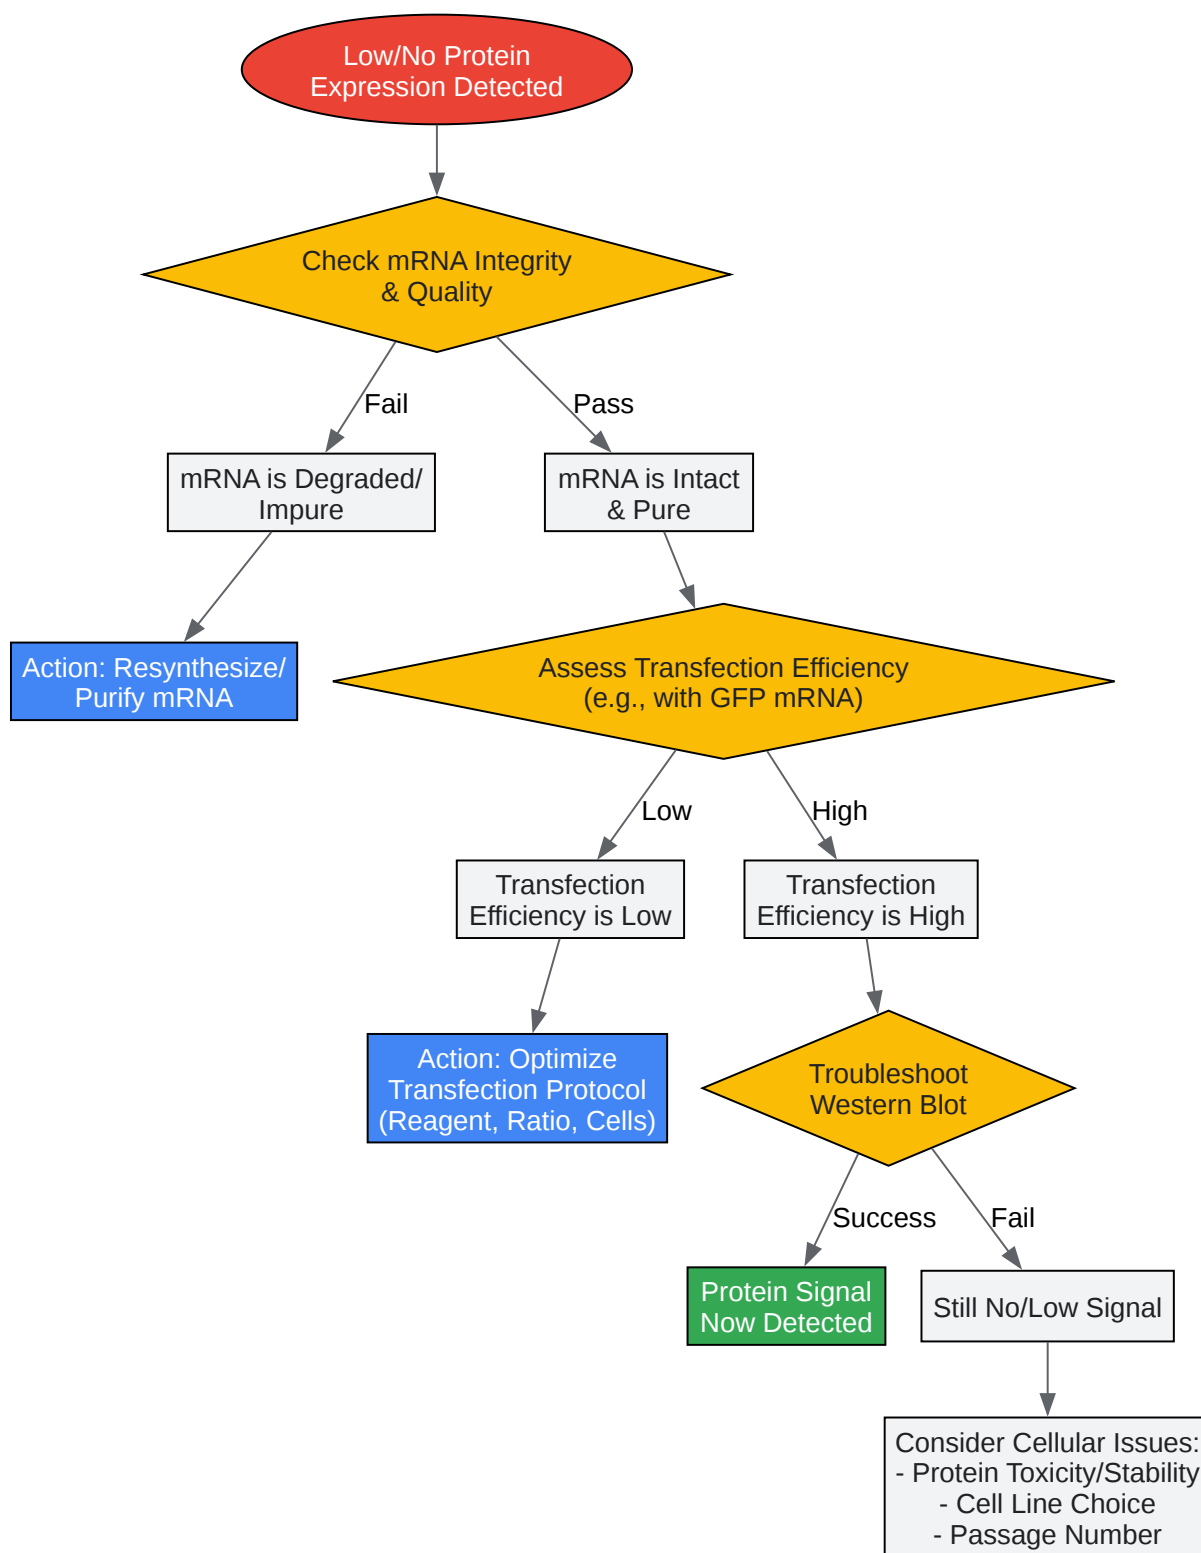 Low/No Protein
Expression Detected
Check mRNA Integrity
& Quality
Fail
Pass
mRNA is Degraded/
Impure
mRNA is Intact
& Pure
Action: Resynthesize/
Purify mRNA
Assess Transfection Efficiency
(e.g., with GFP mRNA)
Low
High
Transfection
Efficiency is Low
Transfection
Efficiency is High
Action: Optimize
Transfection Protocol
(Reagent, Ratio, Cells)
Troubleshoot
Western Blot
Success
Fail
Protein Signal
Now Detected
Still No/Low Signal
Consider Cellular Issues:
- Protein Toxicity/Stability
- Cell Line Choice
- Passage Number